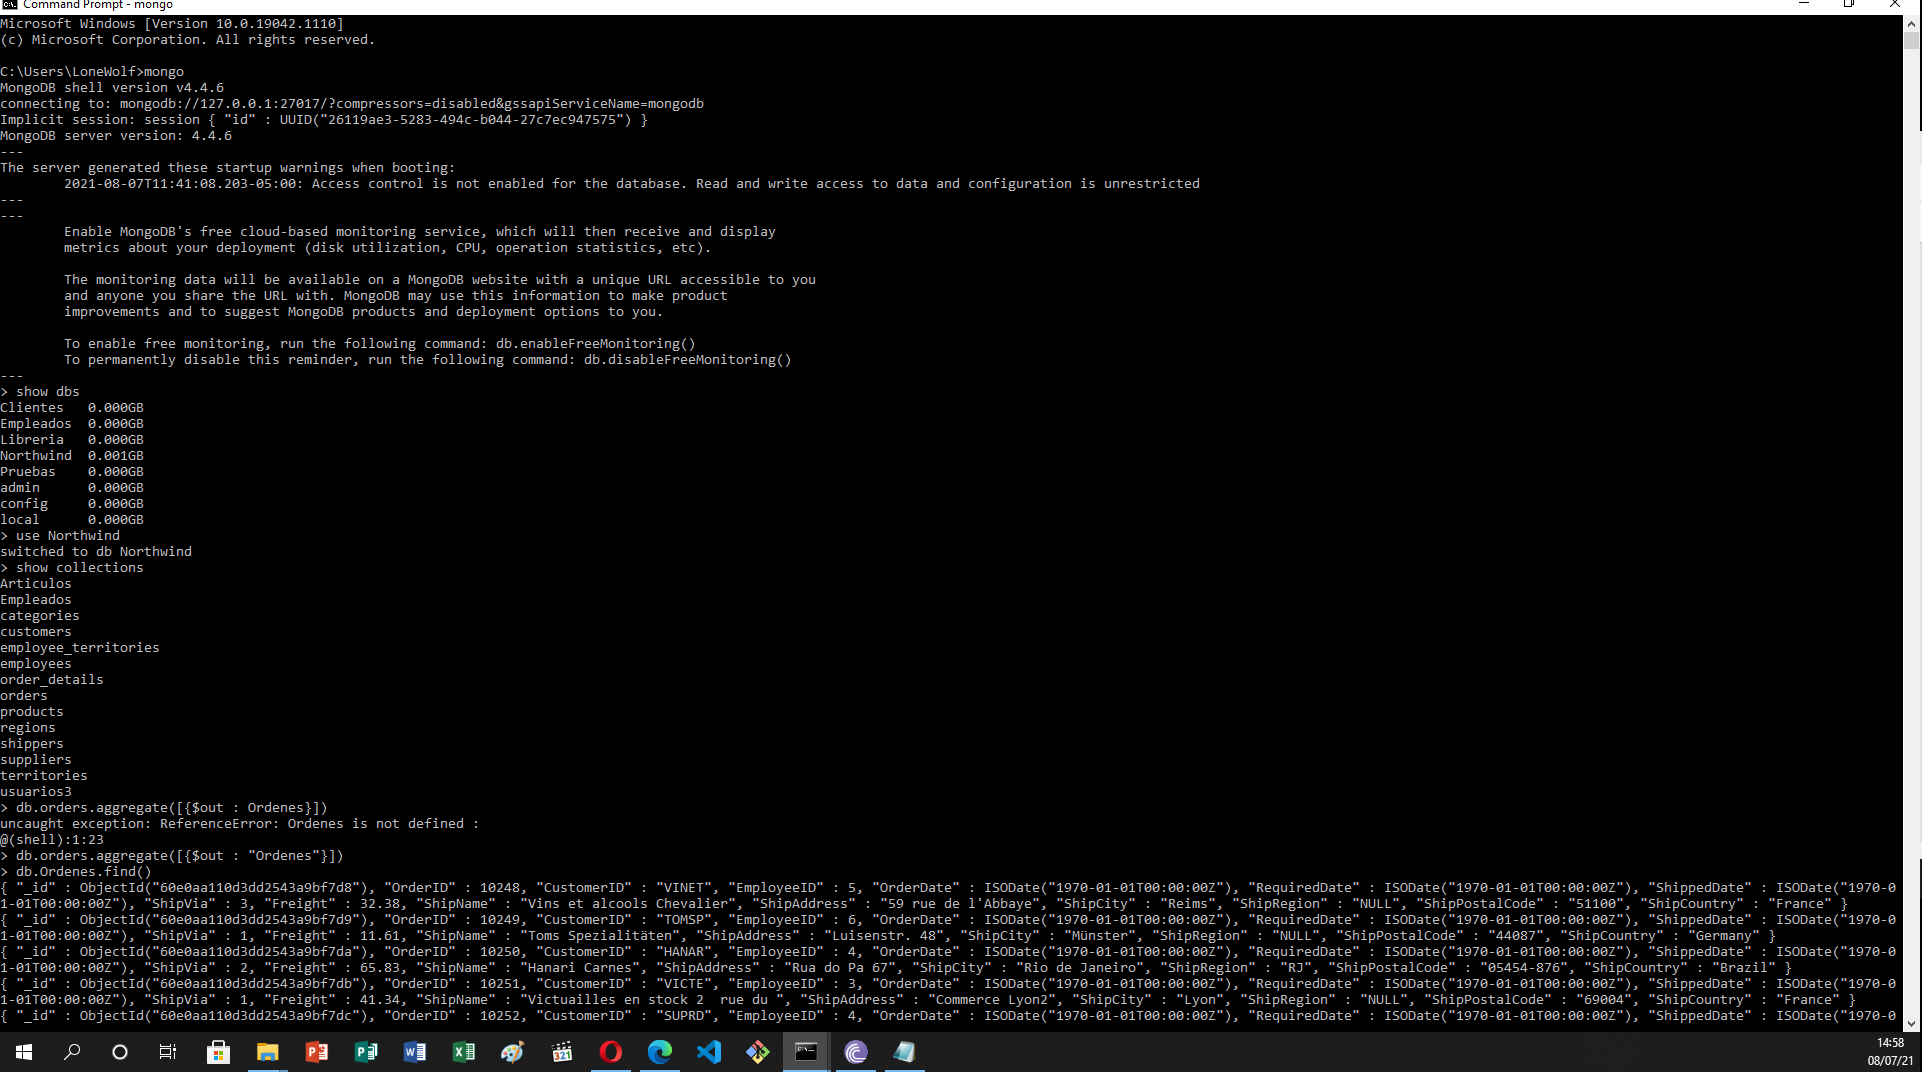 Command Prompt - mongo
Microsoft Windows [Version 10.0.19042.1110]
(c) Microsoft Corporation. All rights reserved.
C:\Users\LoneWolf>mongo
MongoDB shell version v4.4.6
connecting to: mongodb://127.0.0.1:27017/?compressors=disabled&gssapiServiceName=mongodb
Implicit session: session { "id" : UUID("26119ae3-5283-494c-b044-27c7ec947575") }
MongoDB server version: 4.4.6
---
The server generated these startup warnings when booting:
        2021-08-07T11:41:08.203-05:00: Access control is not enabled for the database. Read and write access to data and configuration is unrestricted
---
---
        Enable MongoDB's free cloud-based monitoring service, which will then receive and display
        metrics about your deployment (disk utilization, CPU, operation statistics, etc).
        The monitoring data will be available on a MongoDB website with a unique URL accessible to you
        and anyone you share the URL with. MongoDB may use this information to make product
        improvements and to suggest MongoDB products and deployment options to you.
        To enable free monitoring, run the following command: db.enableFreeMonitoring()
        To permanently disable this reminder, run the following command: db.disableFreeMonitoring()
---
> show dbs
Clientes   0.000GB
Empleados  0.000GB
Libreria   0.000GB
Northwind  0.001GB
Pruebas    0.000GB
admin      0.000GB
config     0.000GB
local      0.000GB
> use Northwind
switched to db Northwind
> show collections
Articulos
Empleados
categories
customers
employee_territories
employees
order_details
orders
products
regions
shippers
suppliers
territories
usuarios3
> db.orders.aggregate([{$out : Ordenes}])
uncaught exception: ReferenceError: Ordenes is not defined :
@(shell):1:23
> db.orders.aggregate([{$out : "Ordenes"}])
> db.Ordenes.find()
{ "_id" : ObjectId("60e0aa110d3dd2543a9bf7d8"), "OrderID" : 10248, "CustomerID" : "VINET", "EmployeeID" : 5, "OrderDate" : ISODate("1970-01-01T00:00:00Z"), "RequiredDate" : ISODate("1970-01-01T00:00:00Z"), "ShippedDate" : ISODate("1970-0
1-01T00:00:00Z"), "ShipVia" : 3, "Freight" : 32.38, "ShipName" : "Vins et alcools Chevalier", "ShipAddress" : "59 rue de l'Abbaye", "ShipCity" : "Reims", "ShipRegion" : "NULL", "ShipPostalCode" : "51100", "ShipCountry" : "France" }
{ "_id" : ObjectId("60e0aa110d3dd2543a9bf7d9"), "OrderID" : 10249, "CustomerID" : "TOMSP", "EmployeeID" : 6, "OrderDate" : ISODate("1970-01-01T00:00:00Z"), "RequiredDate" : ISODate("1970-01-01T00:00:00Z"), "ShippedDate" : ISODate("1970-0
1-01T00:00:00Z"), "ShipVia" : 1, "Freight" : 11.61, "ShipName" : "Toms Spezialitäten", "ShipAddress" : "Luisenstr. 48", "ShipCity" : "Münster", "ShipRegion" : "NULL", "ShipPostalCode" : "44087", "ShipCountry" : "Germany" }
{ "_id" : ObjectId("60e0aa110d3dd2543a9bf7da"), "OrderID" : 10250, "CustomerID" : "HANAR", "EmployeeID" : 4, "OrderDate" : ISODate("1970-01-01T00:00:00Z"), "RequiredDate" : ISODate("1970-01-01T00:00:00Z"), "ShippedDate" : ISODate("1970-0
1-01T00:00:00Z"), "ShipVia" : 2, "Freight" : 65.83, "ShipName" : "Hanari Carnes", "ShipAddress" : "Rua do Pa 67", "ShipCity" : "Rio de Janeiro", "ShipRegion" : "RJ", "ShipPostalCode" : "05454-876", "ShipCountry" : "Brazil" }
{ "_id" : ObjectId("60e0aa110d3dd2543a9bf7db"), "OrderID" : 10251, "CustomerID" : "VICTE", "EmployeeID" : 3, "OrderDate" : ISODate("1970-01-01T00:00:00Z"), "RequiredDate" : ISODate("1970-01-01T00:00:00Z"), "ShippedDate" : ISODate("1970-0
1-01T00:00:00Z"), "ShipVia" : 1, "Freight" : 41.34, "ShipName" : "Victuailles en stock 2  rue du ", "ShipAddress" : "Commerce Lyon2", "ShipCity" : "Lyon", "ShipRegion" : "NULL", "ShipPostalCode" : "69004", "ShipCountry" : "France" }
{ "_id" : ObjectId("60e0aa110d3dd2543a9bf7dc"), "OrderID" : 10252, "CustomerID" : "SUPRD", "EmployeeID" : 4, "OrderDate" : ISODate("1970-01-01T00:00:00Z"), "RequiredDate" : ISODate("1970-01-01T00:00:00Z"), "ShippedDate" : ISODate("1970-0
14:58
08/07/21